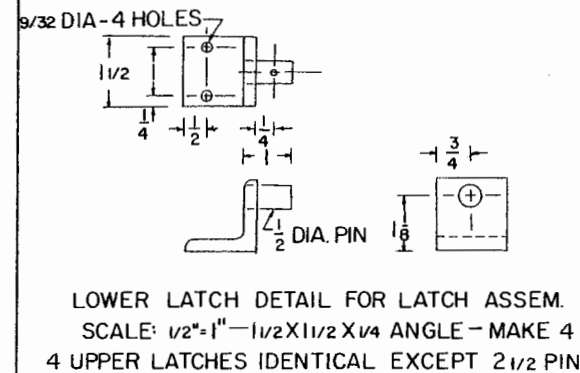 9/32 DIA-4 HOLES
1 1/2
1/4
1/2
1/4
1
3/4
1 1/8
1/2 DIA. PIN
LOWER LATCH DETAIL FOR LATCH ASSEM.
SCALE: 1/2"=1"-1 1/2 X 1 1/2 X 1/4 ANGLE-MAKE 4
4 UPPER LATCHES IDENTICAL EXCEPT 2 1/2 PIN